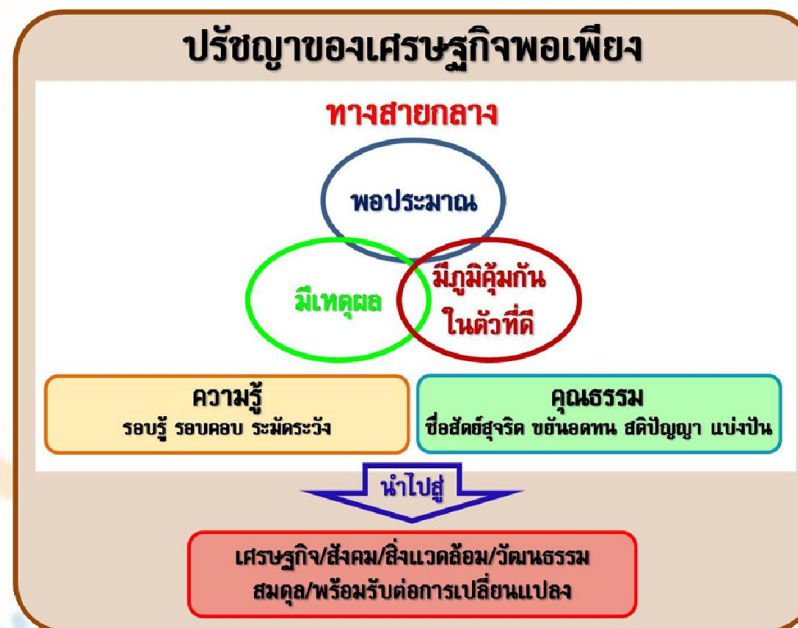 ปรัชญาของเศรษฐกิจพอเพียง
ทางสายกลาง
พอประมาณ
มีเหตุผล
มีภูมิคุ้มกัน
ในตัวที่ดี
ความรู้
รอบรู้ รอบคอบ ระมัดระวัง
คุณธรรม
ซื่อสัตย์สุจริต ขยันอดทน สติปัญญา แบ่งปัน
นำไปสู่
เศรษฐกิจ/สังคม/สิ่งแวดล้อม/วัฒนธรรม
สมดุล/พร้อมรับต่อการเปลี่ยนแปลง